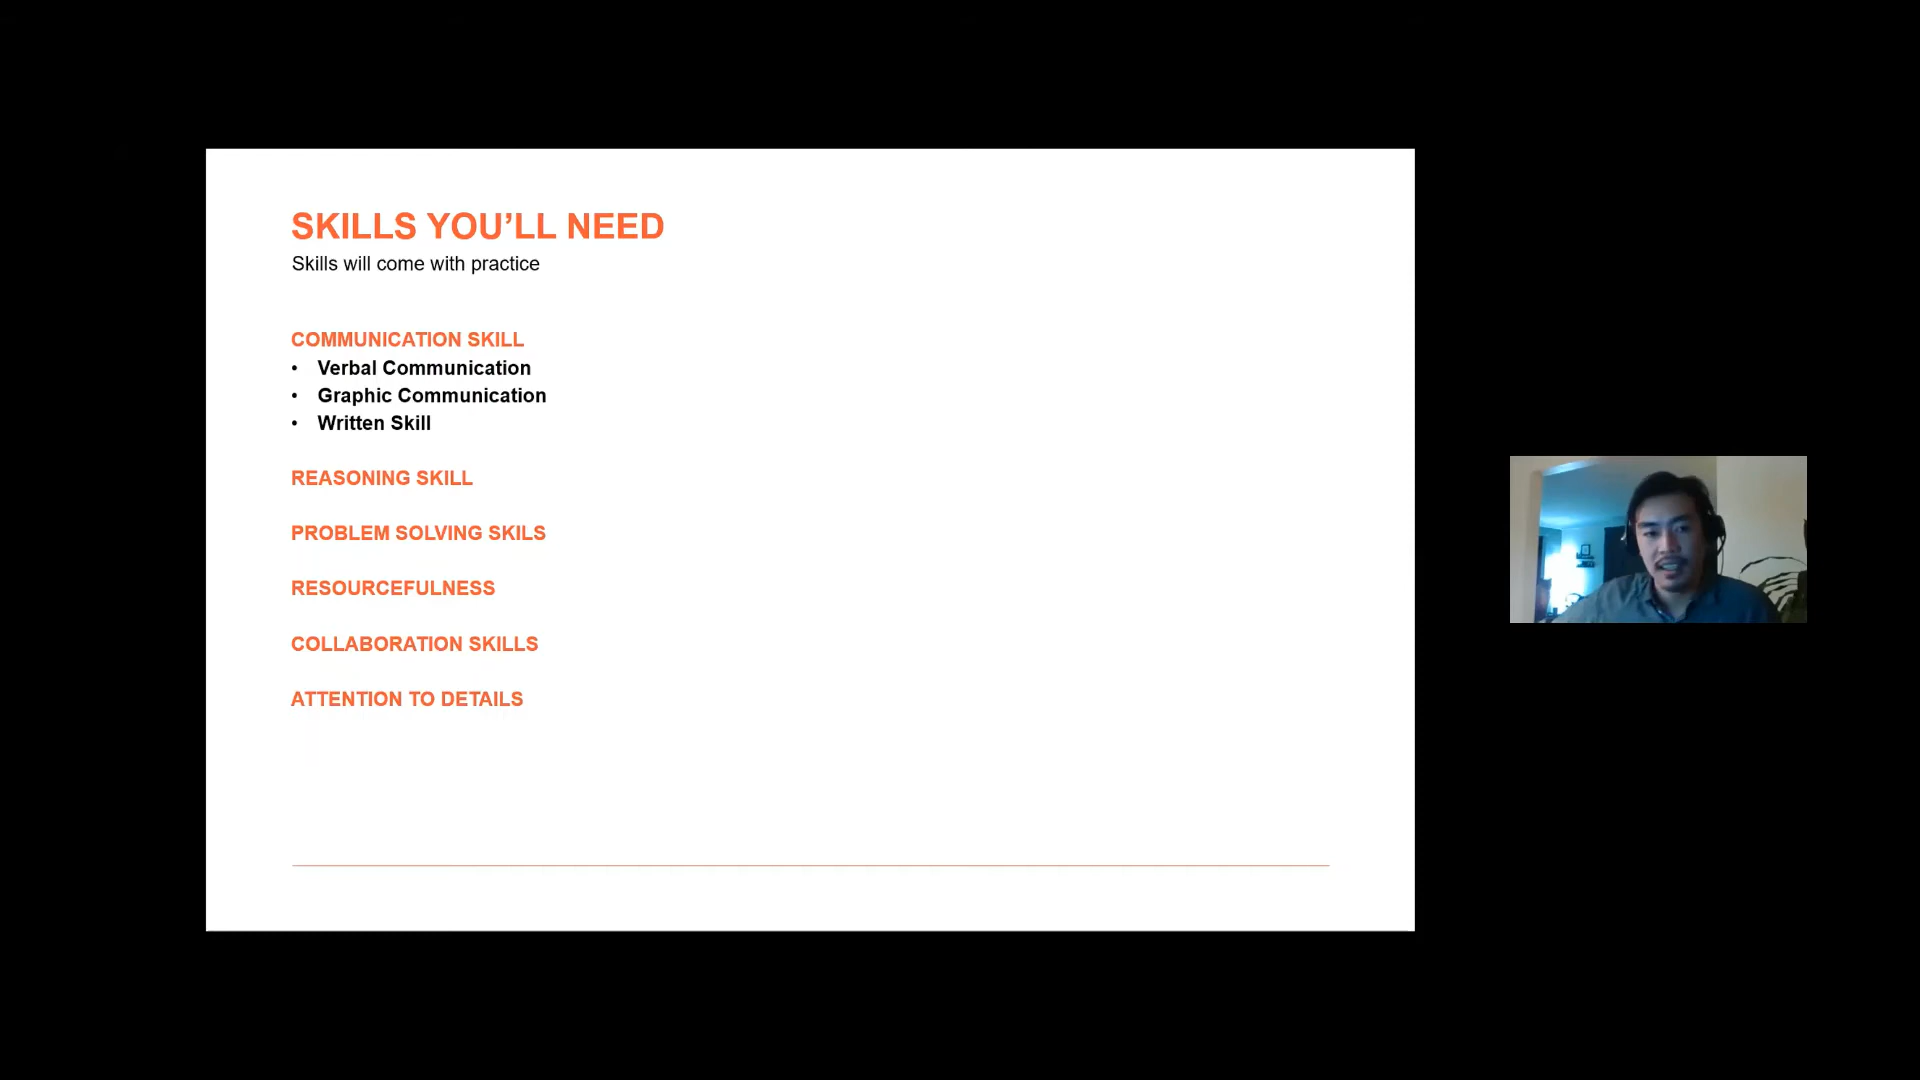 SKILLS YOU’LL NEED
Skills will come with practice
COMMUNICATION SKILL
• Verbal Communication
• Graphic Communication
• Written Skill
REASONING SKILL
PROBLEM SOLVING SKILS
RESOURCEFULNESS
COLLABORATION SKILLS
ATTENTION TO DETAILS